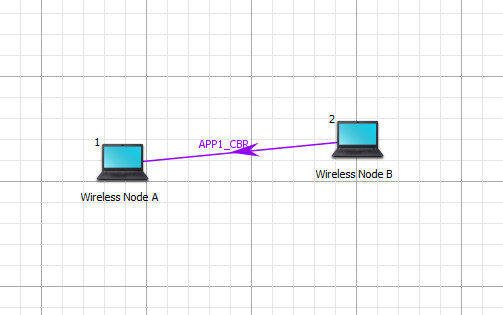 2
1
APP1_CBR
Wireless Node B
Wireless Node A